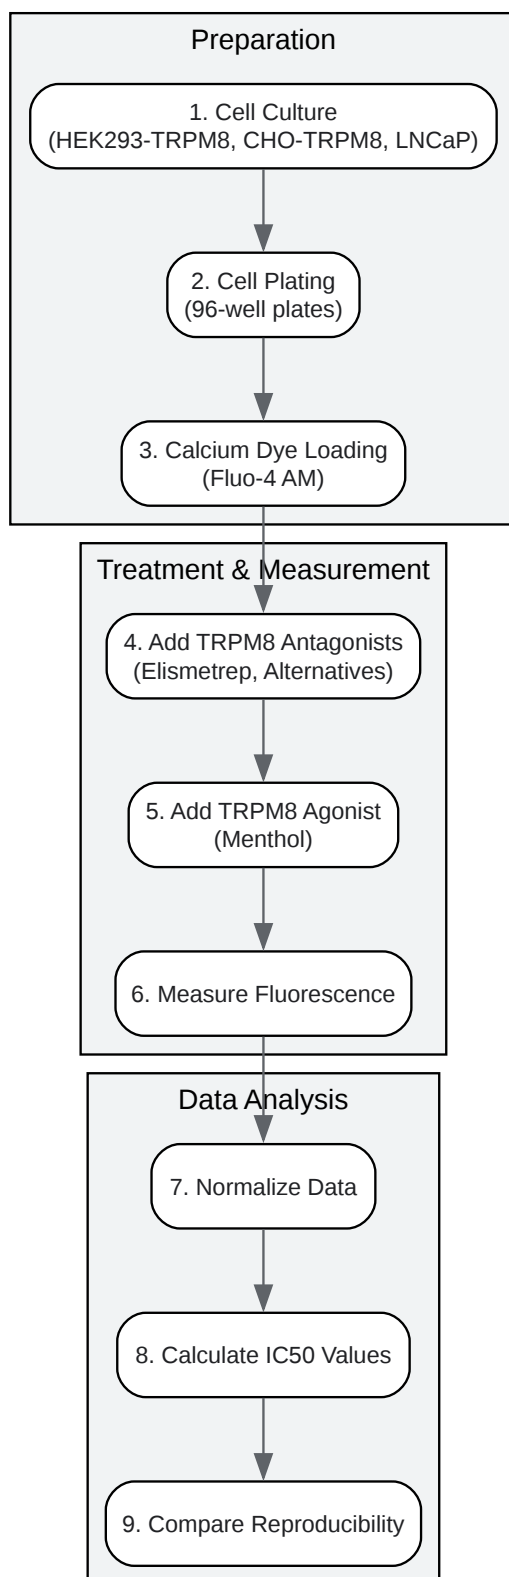 Preparation
1. Cell Culture
(HEK293-TRPM8, CHO-TRPM8, LNCaP)
2. Cell Plating
(96-well plates)
3. Calcium Dye Loading
(Fluo-4 AM)
Treatment & Measurement
4. Add TRPM8 Antagonists
(Elismetrep, Alternatives)
5. Add TRPM8 Agonist
(Menthol)
6. Measure Fluorescence
Data Analysis
7. Normalize Data
8. Calculate IC50 Values
9. Compare Reproducibility